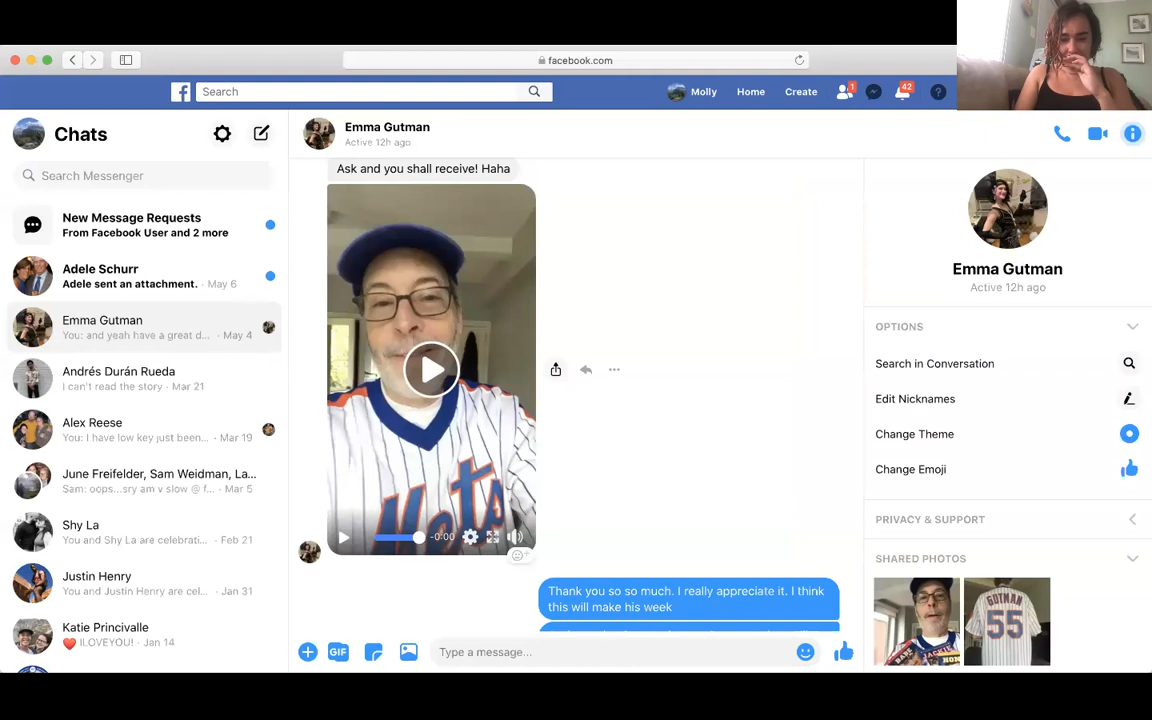 facebook.com
Search
Molly
Home
Create
1
42
Chats
Search Messenger
New Message Requests
From Facebook User and 2 more
Adele Schurr
Adele sent an attachment. · May 6
Emma Gutman
You: and yeah have a great d... · May 4
Andrés Durán Rueda
I can't read the story · Mar 21
Alex Reese
You: I have low key just been... · Mar 19
June Freifelder, Sam Weidman, La...
Sam: oops...sry am v slow @ f... · Mar 5
Shy La
You and Shy La are celebrati... · Feb 21
Justin Henry
You and Justin Henry are cel... · Jan 31
Katie Princivalle
ILOVEYOU! · Jan 14
Emma Gutman
Active 12h ago
Ask and you shall receive! Haha
Mets
-0:00
Thank you so so much. I really appreciate it. I think
this will make his week
GIF
Type a message...
Emma Gutman
Active 12h ago
OPTIONS
Search in Conversation
Edit Nicknames
Change Theme
Change Emoji
PRIVACY & SUPPORT
SHARED PHOTOS
GUTMAN
55